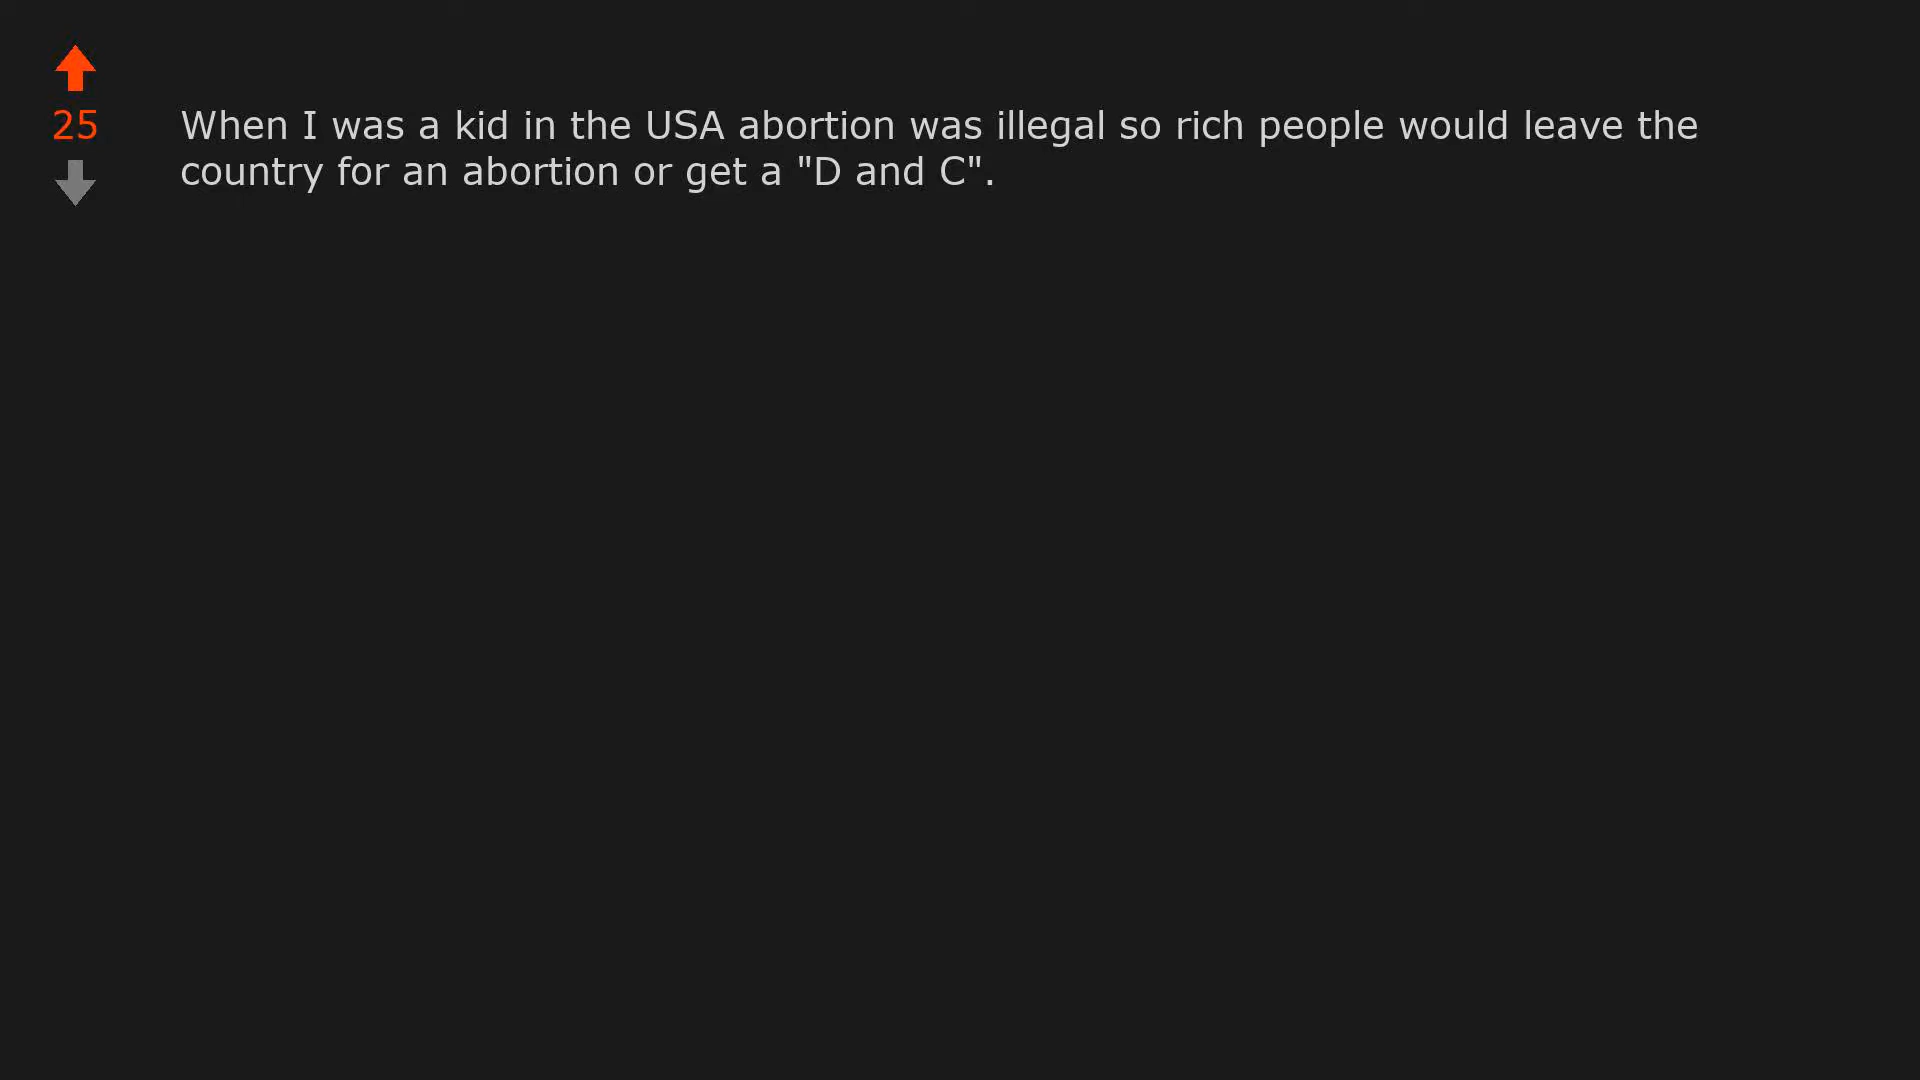 25
When I was a kid in the USA abortion was illegal so rich people would leave the
country for an abortion or get a "D and C".